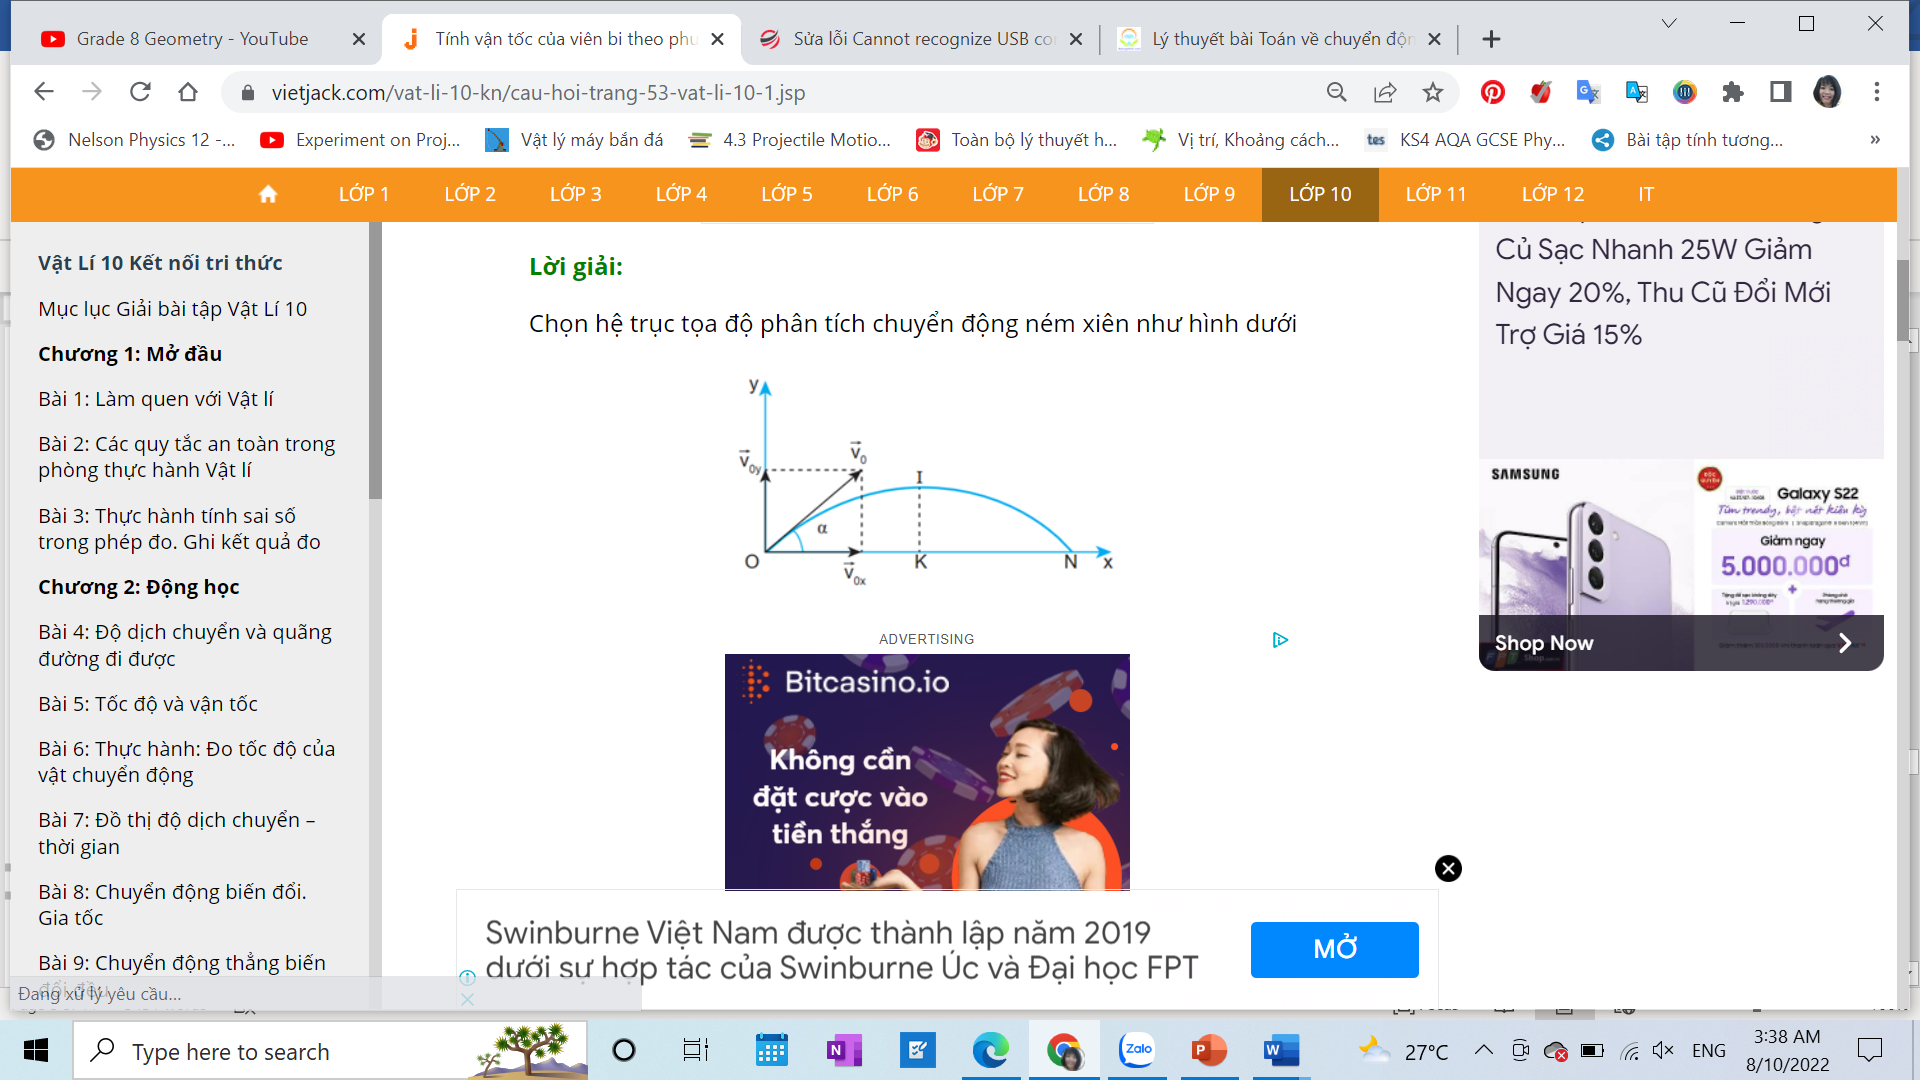 Grade 8 Geometry - YouTube
Tính vận tốc của viên bi theo phu
Sửa lỗi Cannot recognize USB co
Lý thuyết bài Toán về chuyển độn
vietjack.com/vat-li-10-kn/cau-hoi-trang-53-vat-li-10-1.jsp
Nelson Physics 12 -...
Experiment on Proj...
Vật lý máy bắn đá
4.3 Projectile Motio...
Toàn bộ lý thuyết h...
Vị trí, Khoảng cách...
tes
KS4 AQA GCSE Phy...
Bài tập tính tương...
»
LỚP 1
LỚP 2
LỚP 3
LỚP 4
LỚP 5
LỚP 6
LỚP 7
LỚP 8
LỚP 9
LỚP 10
LỚP 11
LỚP 12
IT
Vật Lí 10 Kết nối tri thức
Mục lục Giải bài tập Vật Lí 10
Chương 1: Mở đầu
Bài 1: Làm quen với Vật lí
Bài 2: Các quy tắc an toàn trong
phòng thực hành Vật lí
Bài 3: Thực hành tính sai số
trong phép đo. Ghi kết quả đo
Chương 2: Động học
Bài 4: Độ dịch chuyển và quãng
đường đi được
Bài 5: Tốc độ và vận tốc
Bài 6: Thực hành: Đo tốc độ của
vật chuyển động
Bài 7: Đồ thị độ dịch chuyển –
thời gian
Bài 8: Chuyển động biến đổi.
Gia tốc
Bài 9: Chuyển động thẳng biến
đổi đều
Đang xử lý yêu cầu...
Lời giải:
Chọn hệ trục tọa độ phân tích chuyển động ném xiên như hình dưới
y
v⃗0y
v⃗0
I
α
O
v⃗0x
K
N
x
ADVERTISING
Bitcasino.io
Không cần
đặt cược vào
tiền thắng
Swinburne Việt Nam được thành lập năm 2019
dưới sự hợp tác của Swinburne Úc và Đại học FPT
MỞ
Củ Sạc Nhanh 25W Giảm
Ngay 20%, Thu Cũ Đổi Mới
Trợ Giá 15%
SAMSUNG
Galaxy S22
Tím trendy, bật nét kiêu kỳ
Giảm ngay
5.000.000đ
+
Shop Now
Type here to search
Zalo
27°C
ENG
3:38 AM
8/10/2022